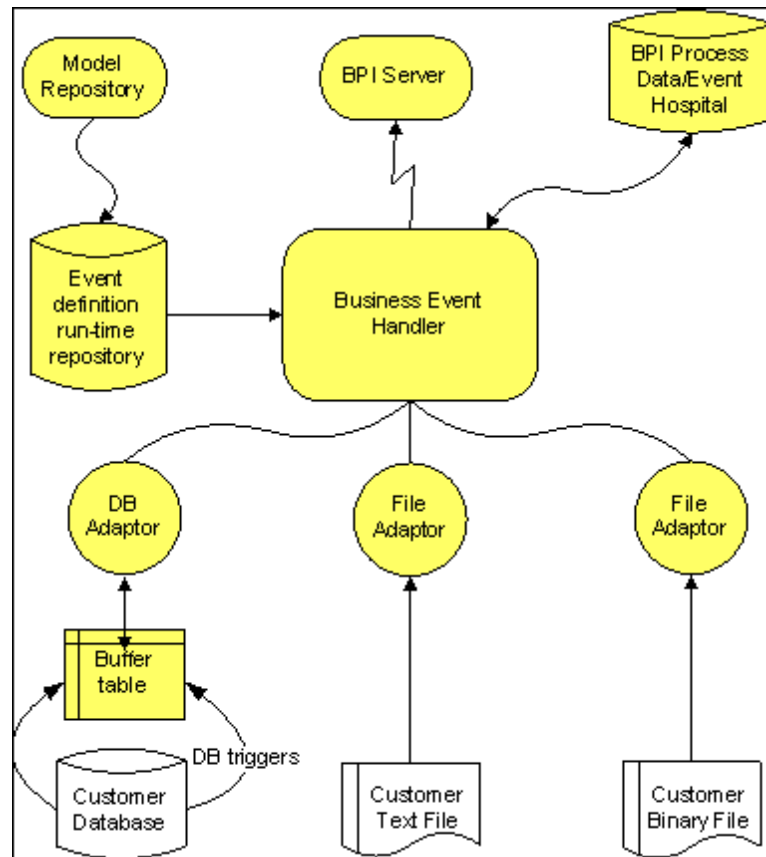 Model
Repository
BPI Server
BPI Process
Data/Event
Hospital
Event
definition
run-time
repository
Business Event
Handler
DB
Adaptor
File
Adaptor
File
Adaptor
Buffer
table
DB triggers
Customer
Database
Customer
Text File
Customer
Binary File